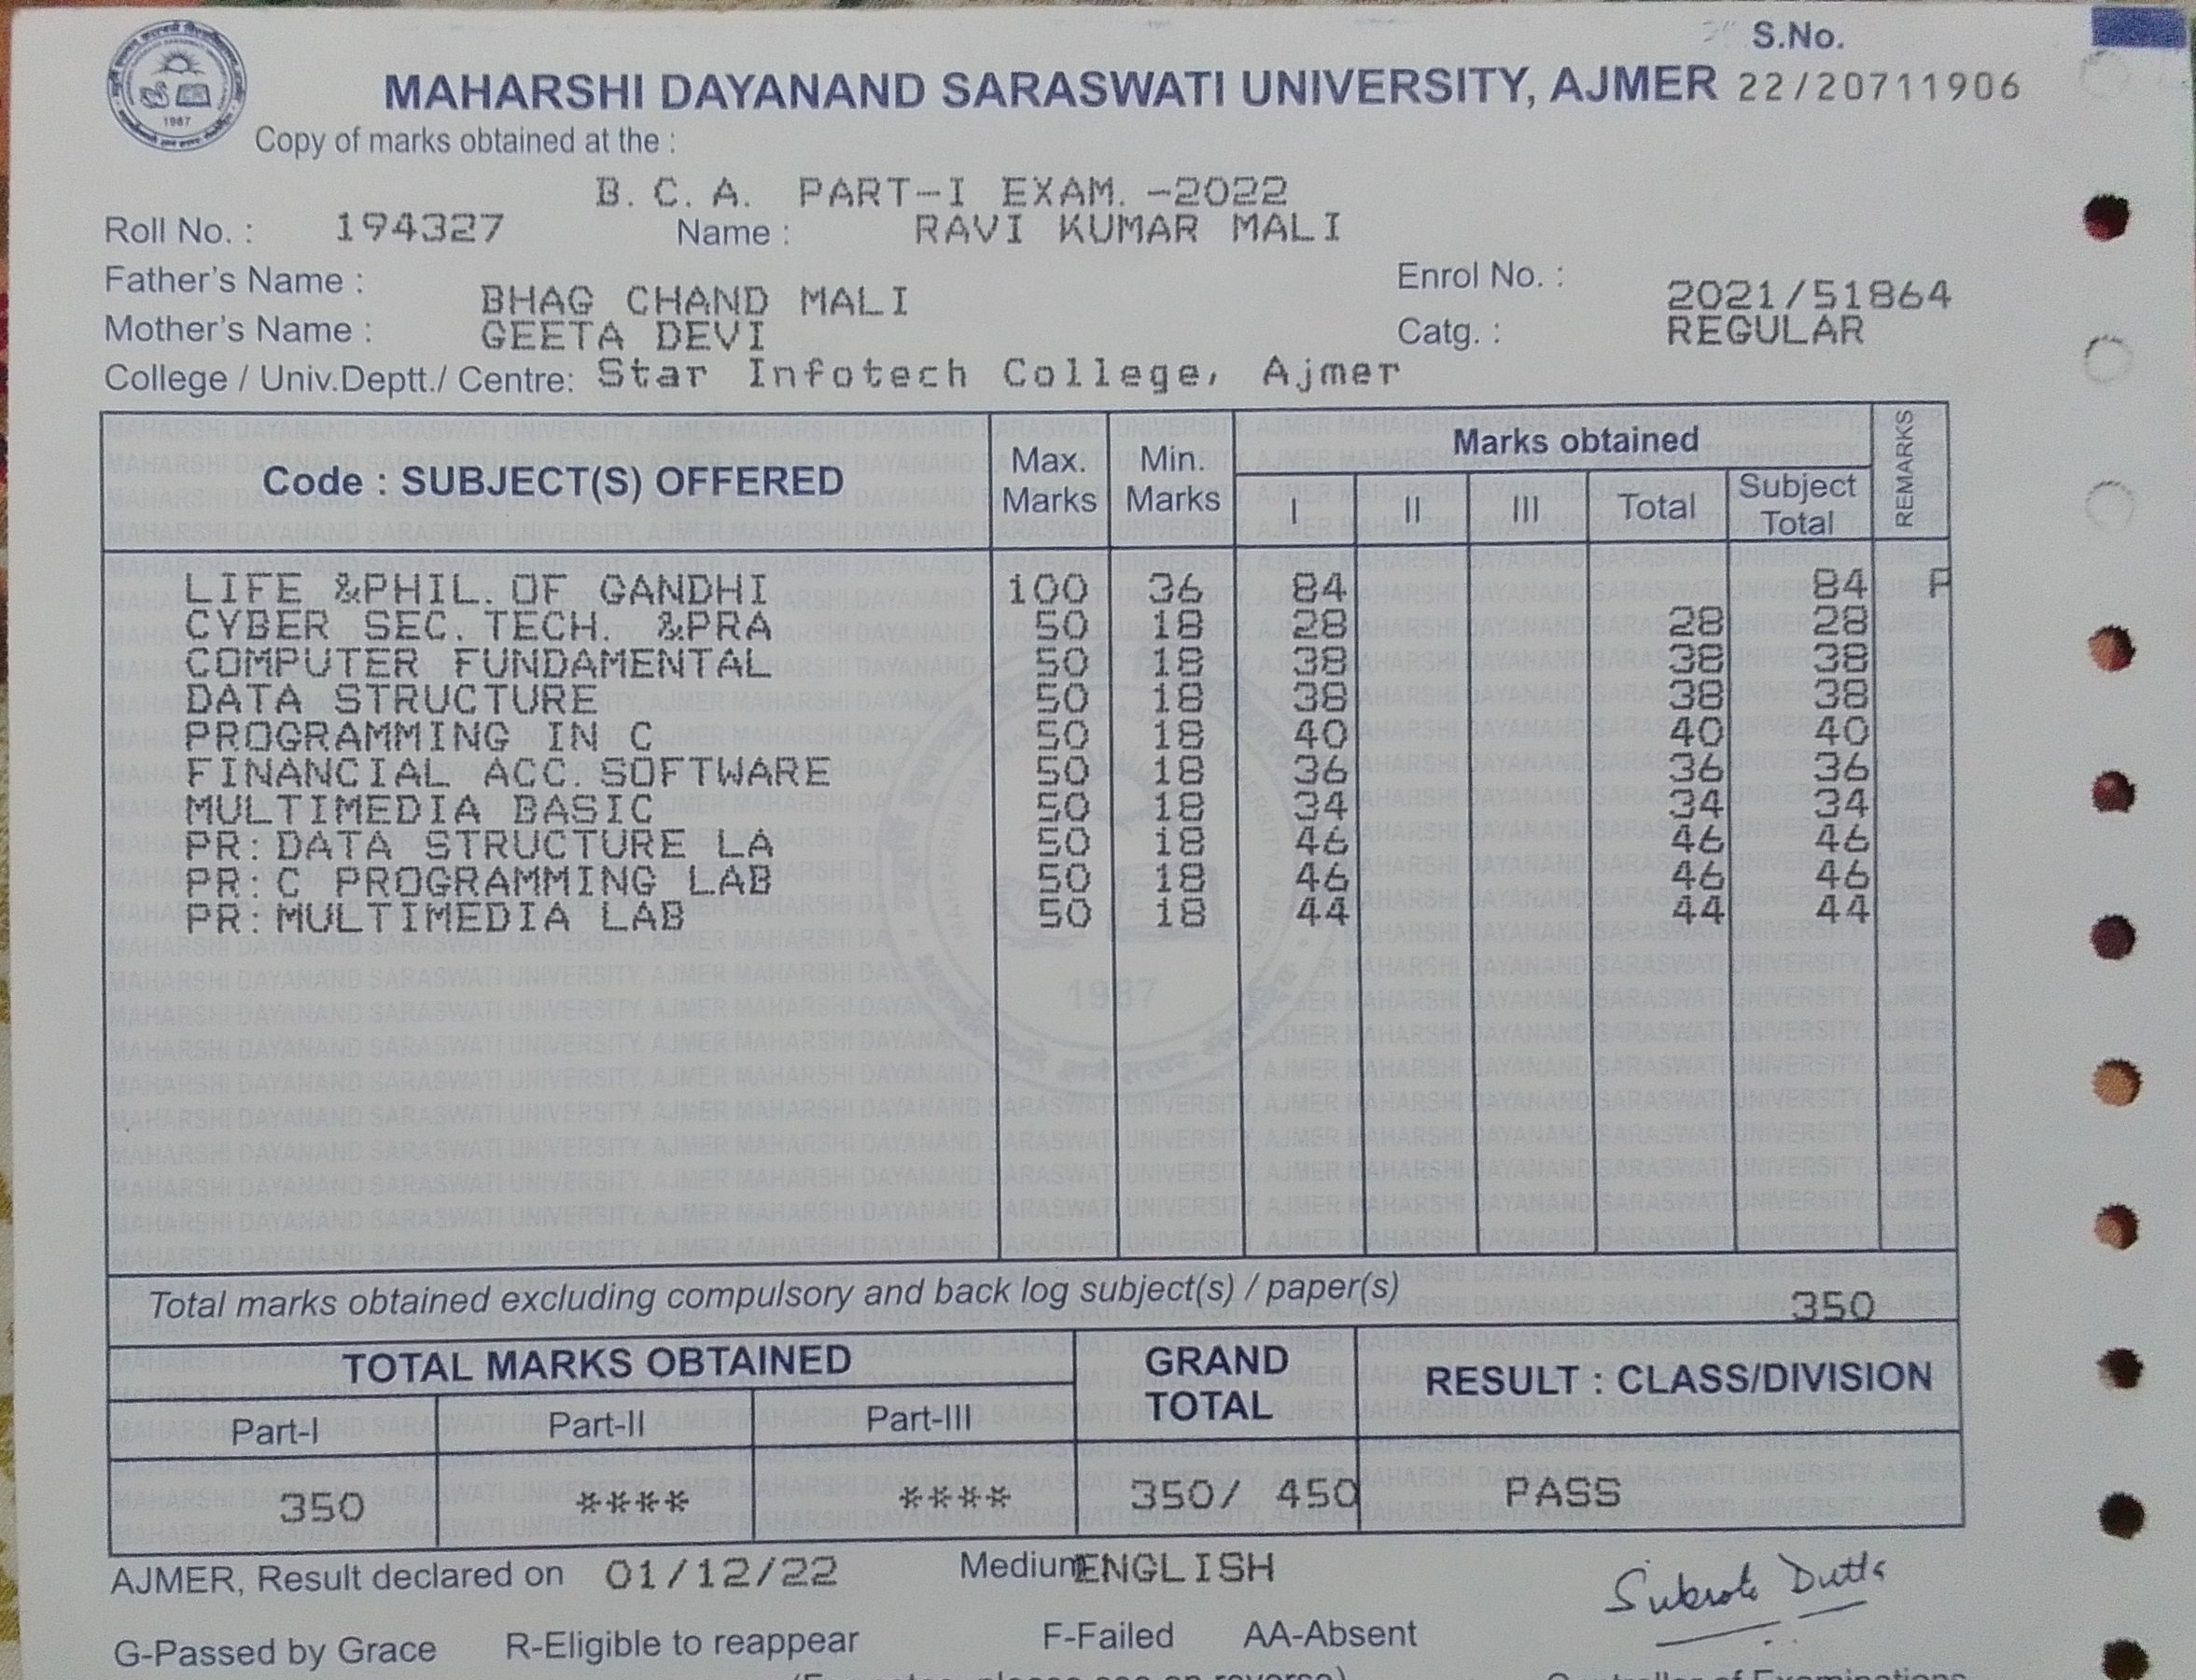 S.No.
MAHARSHI DAYANAND SARASWATI UNIVERSITY, AJMER 22/20711906
1987
Copy of marks obtained at the :
B. C. A. PART-I EXAM. -2022
Roll No. : 194327 Name : RAVI KUMAR MALI
Father's Name : BHAG CHAND MALI Enrol No. : 2021/51864
Mother's Name : GEETA DEVI Catg. : REGULAR
College / Univ.Deptt./ Centre: Star Infotech College, Ajmer
Code : SUBJECT(S) OFFERED Max. Marks Min. Marks Marks obtained REMARKS
I II III Total Subject Total
LIFE &PHIL. OF GANDHI 100 36 84 84 P
CYBER SEC. TECH. &PRA 50 18 28 28 28
COMPUTER FUNDAMENTAL 50 18 38 38 38
DATA STRUCTURE 50 18 38 38 38
PROGRAMMING IN C 50 18 40 40 40
FINANCIAL ACC. SOFTWARE 50 18 36 36 36
MULTIMEDIA BASIC 50 18 34 34 34
PR: DATA STRUCTURE LA 50 18 46 46 46
PR: C PROGRAMMING LAB 50 18 46 46 46
PR: MULTIMEDIA LAB 50 18 44 44 44
1987
Total marks obtained excluding compulsory and back log subject(s) / paper(s) 350
TOTAL MARKS OBTAINED GRAND TOTAL RESULT : CLASS/DIVISION
Part-I Part-II Part-III
350 **** **** 350/ 450 PASS
AJMER, Result declared on 01/12/22 Medium ENGLISH
G-Passed by Grace R-Eligible to reappear F-Failed AA-Absent